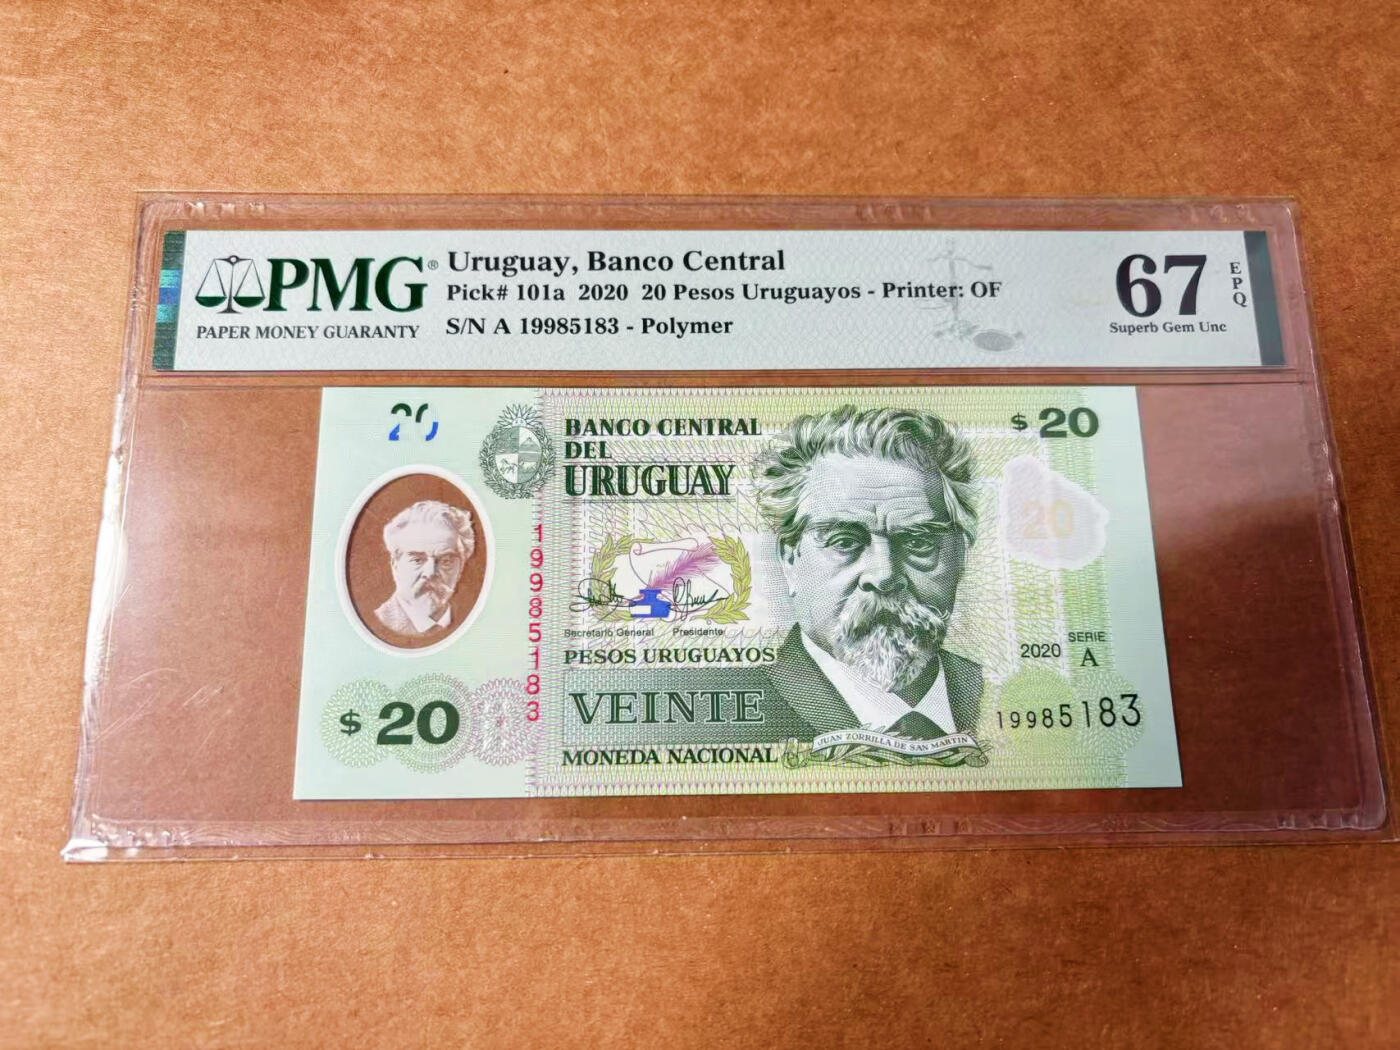 PMG®
PAPER MONEY GUARANTY
Uruguay, Banco Central
Pick# 101a 2020 20 Pesos Uruguayos - Printer: OF
S/N A 19985183 - Polymer
67
EPQ
Superb Gem Unc
20
BANCO CENTRAL
DEL
URUGUAY
$ 20
20
19985183
Secretario General Presidente
PESOS URUGUAYOS
VEINTE
MONEDA NACIONAL
$ 20
JUAN ZORRILLA DE SAN MARTIN
2020 SERIE
A
19985183